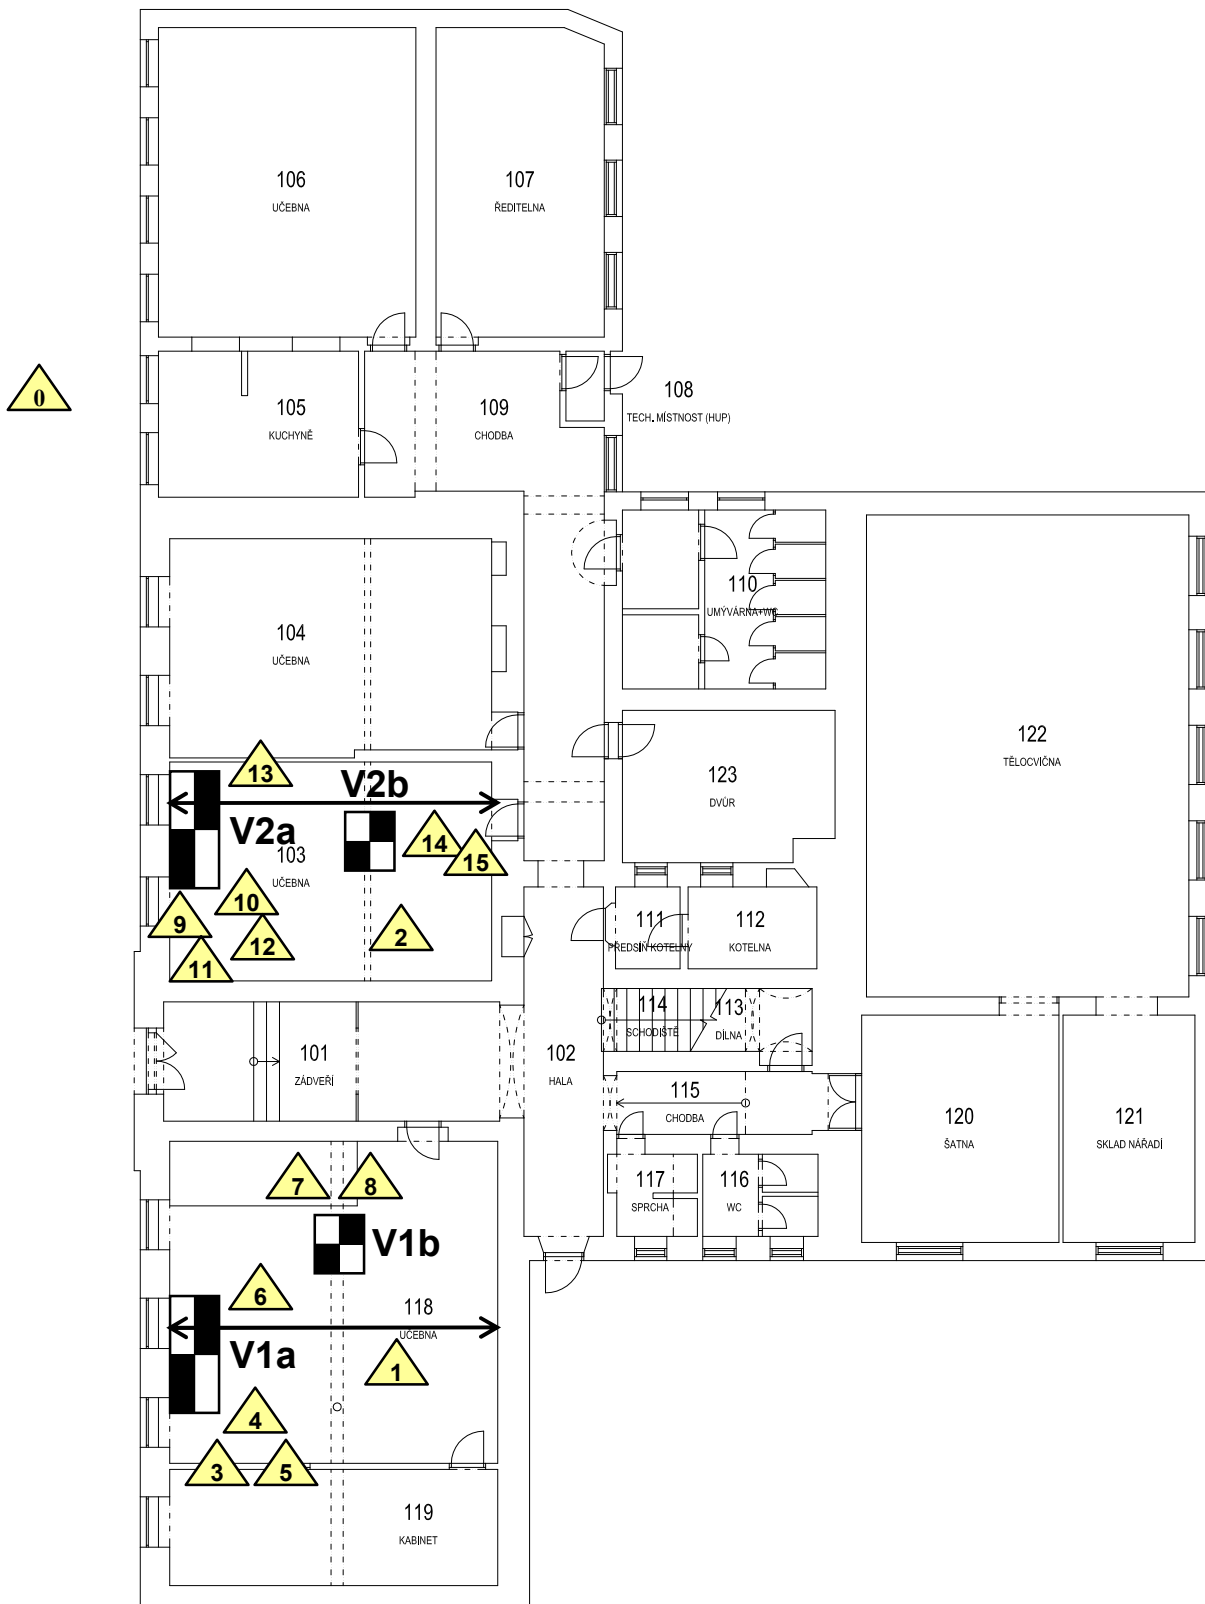 106
UČEBNA
107
ŘEDITELNA
0
105
KUCHYNĚ
109
CHODBA
108
TECH. MÍSTNOST (HUP)
110
UMÝVÁRNA+WC
104
UČEBNA
122
TĚLOCVIČNA
13
V2b
V2a
14
15
103
UČEBNA
123
DVŮR
10
9
12
11
2
111
PŘEDSÍŇ KOTELNY
112
KOTELNA
114
SCHODIŠTĚ
113
DÍLNA
101
ZÁDVEŘÍ
102
HALA
115
CHODBA
120
ŠATNA
121
SKLAD NÁŘADÍ
7
8
117
SPRCHA
116
WC
V1b
6
118
UČEBNA
V1a
1
4
3
5
119
KABINET